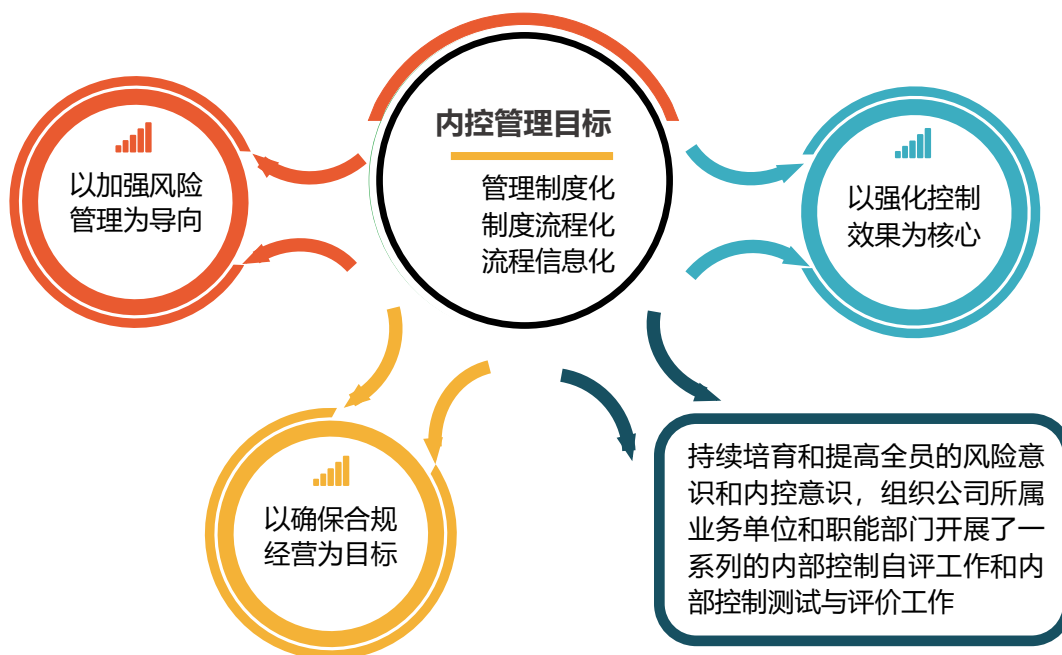 内控管理目标
管理制度化
制度流程化
流程信息化
以加强风险
管理为导向
以强化控制
效果为核心
以确保合规
经营为目标
持续培育和提高全员的风险意
识和内控意识，组织公司所属
业务单位和职能部门开展了一
系列的内部控制自评工作和内
部控制测试与评价工作